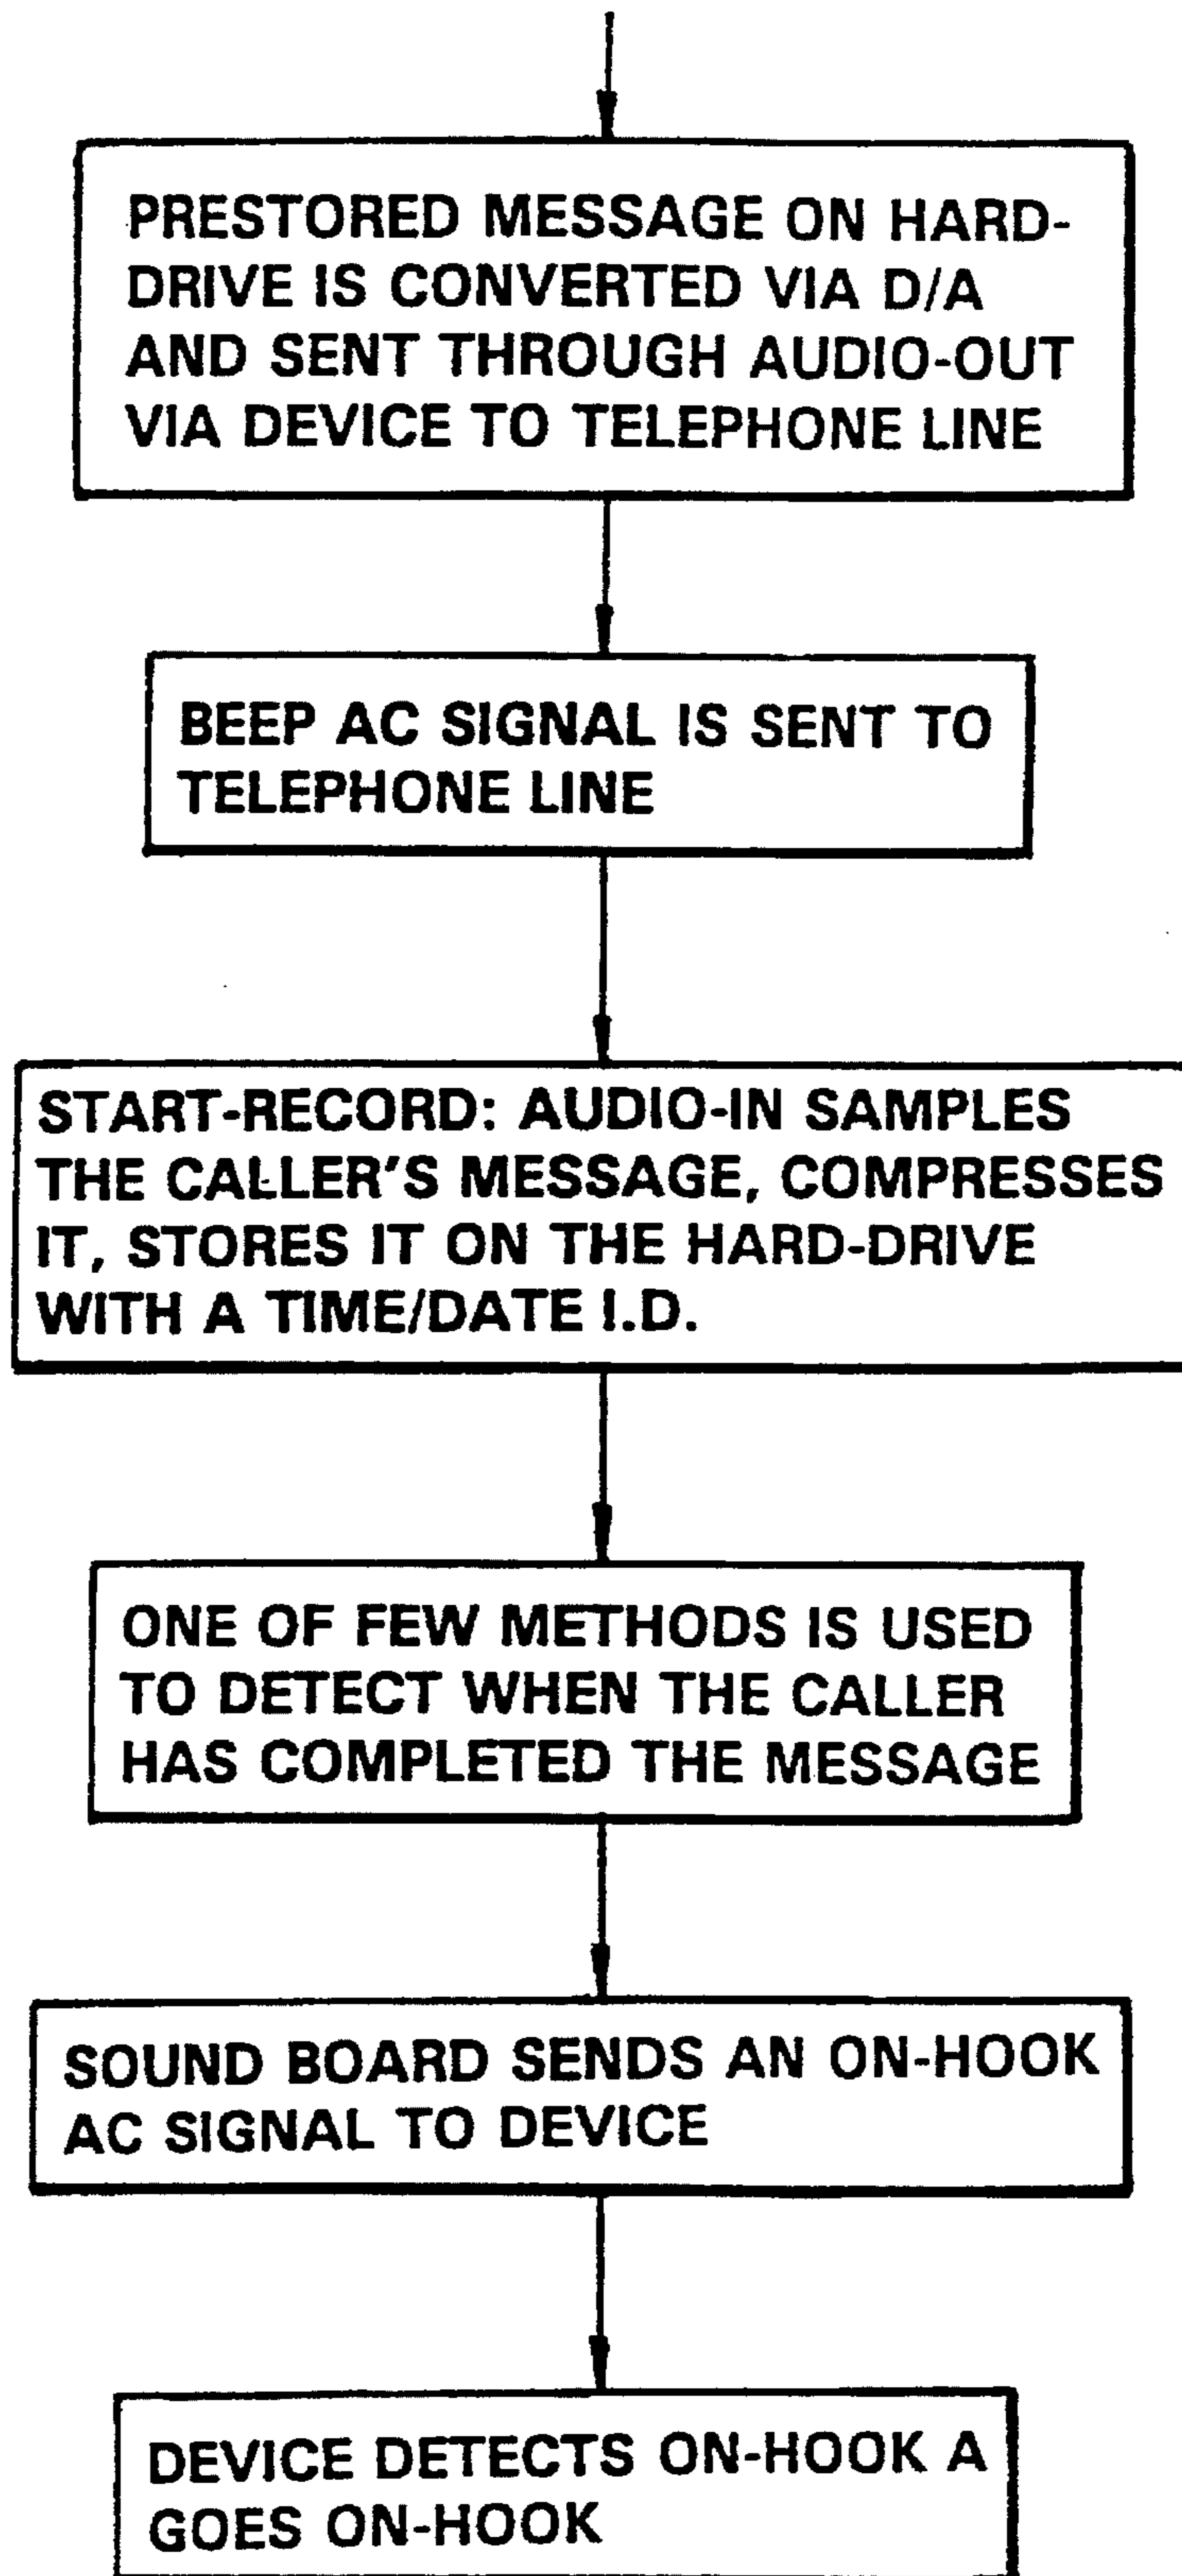 PRESTORED MESSAGE ON HARD-
DRIVE IS CONVERTED VIA D/A
AND SENT THROUGH AUDIO-OUT
VIA DEVICE TO TELEPHONE LINE
BEEP AC SIGNAL IS SENT TO
TELEPHONE LINE
START-RECORD: AUDIO-IN SAMPLES
THE CALLER'S MESSAGE, COMPRESSES
IT, STORES IT ON THE HARD-DRIVE
WITH A TIME/DATE I.D.
ONE OF FEW METHODS IS USED
TO DETECT WHEN THE CALLER
HAS COMPLETED THE MESSAGE
SOUND BOARD SENDS AN ON-HOOK
AC SIGNAL TO DEVICE
DEVICE DETECTS ON-HOOK A
GOES ON-HOOK